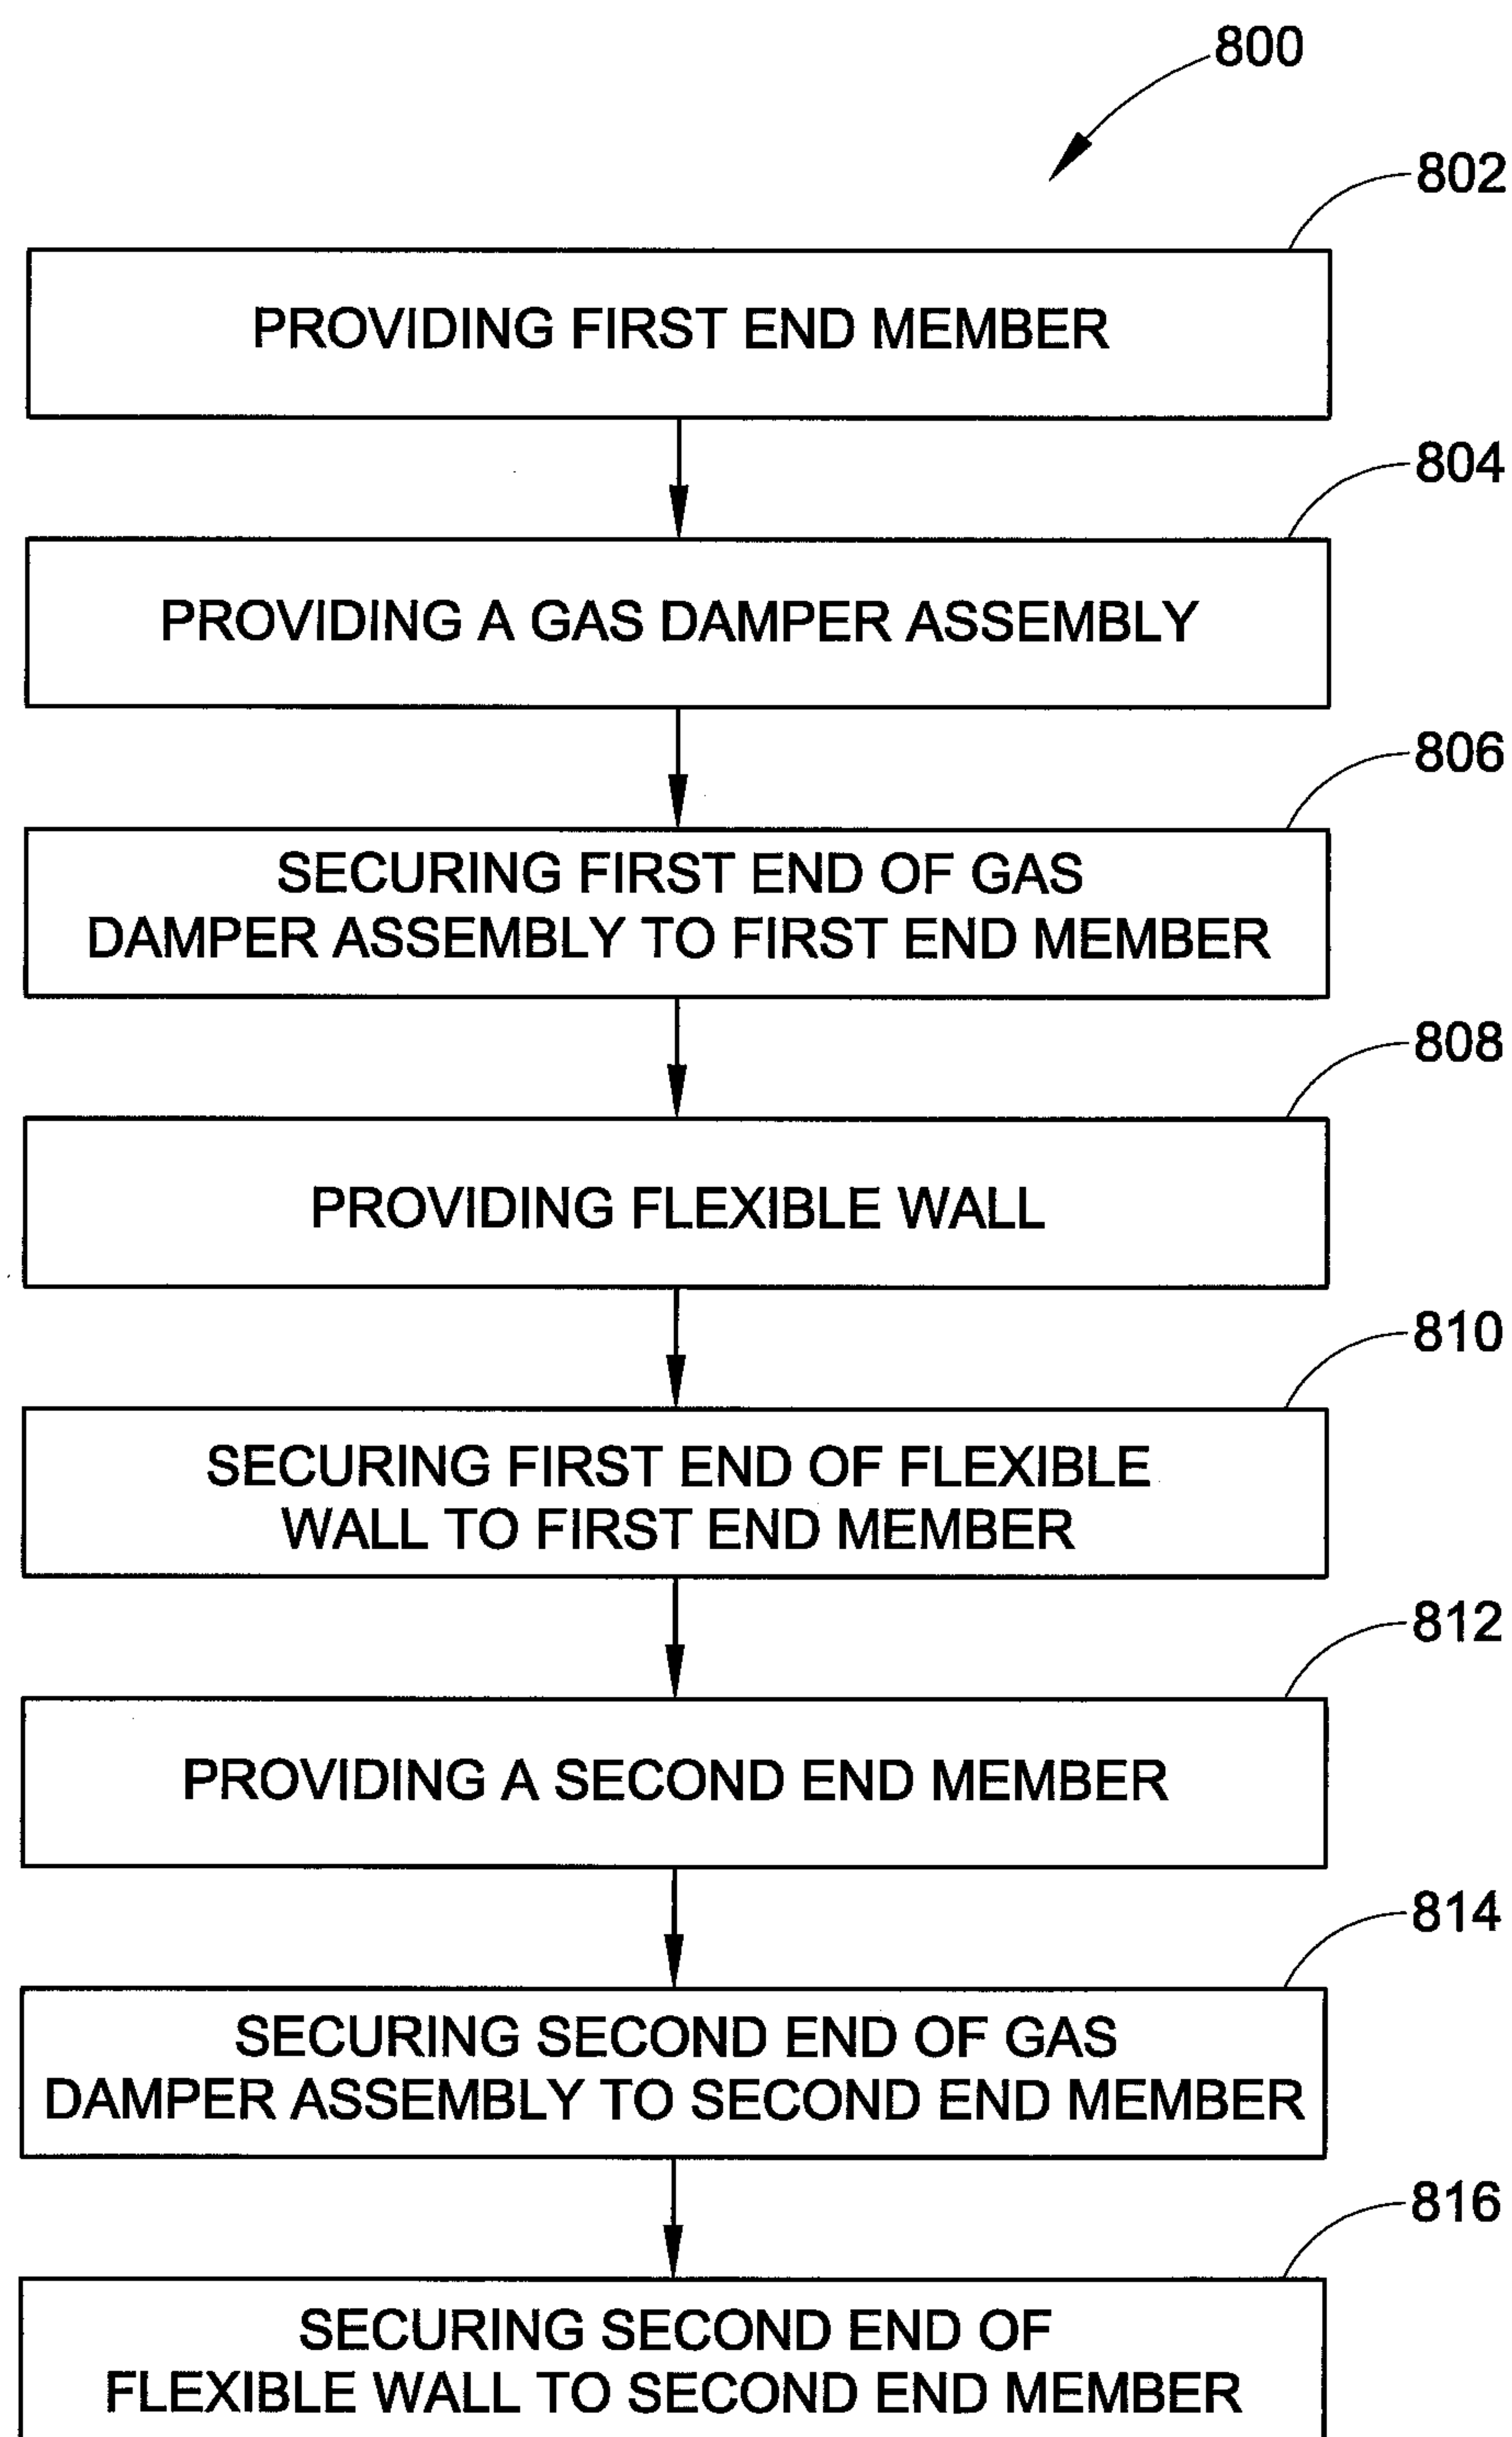 800
802
PROVIDING FIRST END MEMBER
804
PROVIDING A GAS DAMPER ASSEMBLY
806
SECURING FIRST END OF GAS
DAMPER ASSEMBLY TO FIRST END MEMBER
808
PROVIDING FLEXIBLE WALL
810
SECURING FIRST END OF FLEXIBLE
WALL TO FIRST END MEMBER
812
PROVIDING A SECOND END MEMBER
814
SECURING SECOND END OF GAS
DAMPER ASSEMBLY TO SECOND END MEMBER
816
SECURING SECOND END OF
FLEXIBLE WALL TO SECOND END MEMBER